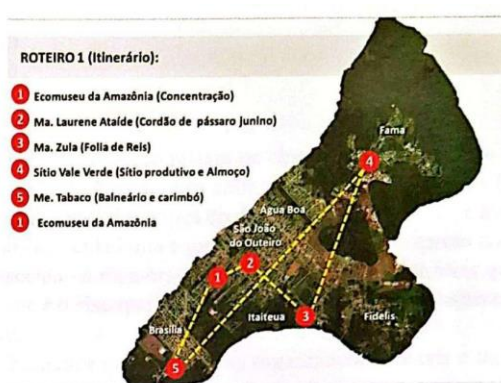 ROTEIRO 1 (Itinerário):
1 Ecomuseu da Amazônia (Concentração)
2 Ma. Laurene Ataíde (Cordão de pássaro Junino)
3 Ma. Zula (Folia de Reis)
4 Sítio Vale Verde (Sítio produtivo e Almoço)
5 Me. Tabaco (Balneário e carimbó)
1 Ecomuseu da Amazônia
Fama
4
Água Boa
São João
do Outeiro
1
2
3
Itaiteua
Fidelis
Brasília
5